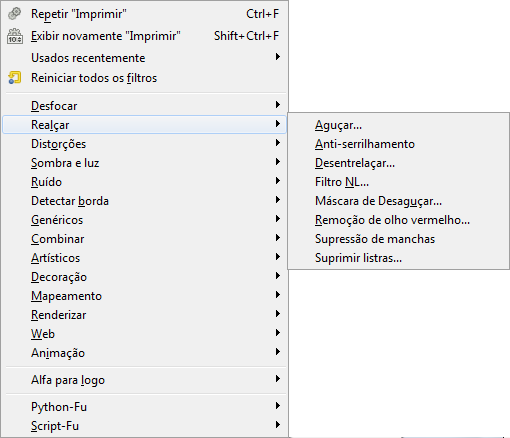 Repetir "Imprimir" Ctrl+F
Exibir novamente "Imprimir" Shift+Ctrl+F
Usados recentemente
Reiniciar todos os filtros
Desfocar
Realçar
Distorções
Sombra e luz
Ruído
Detectar borda
Genéricos
Combinar
Artísticos
Decoração
Mapeamento
Renderizar
Web
Animação
Alfa para logo
Python-Fu
Script-Fu
Aguçar...
Anti-serrilhamento
Desentrelaçar...
Filtro NL...
Máscara de Desaguçar...
Remoção de olho vermelho...
Supressão de manchas
Suprimir listras...